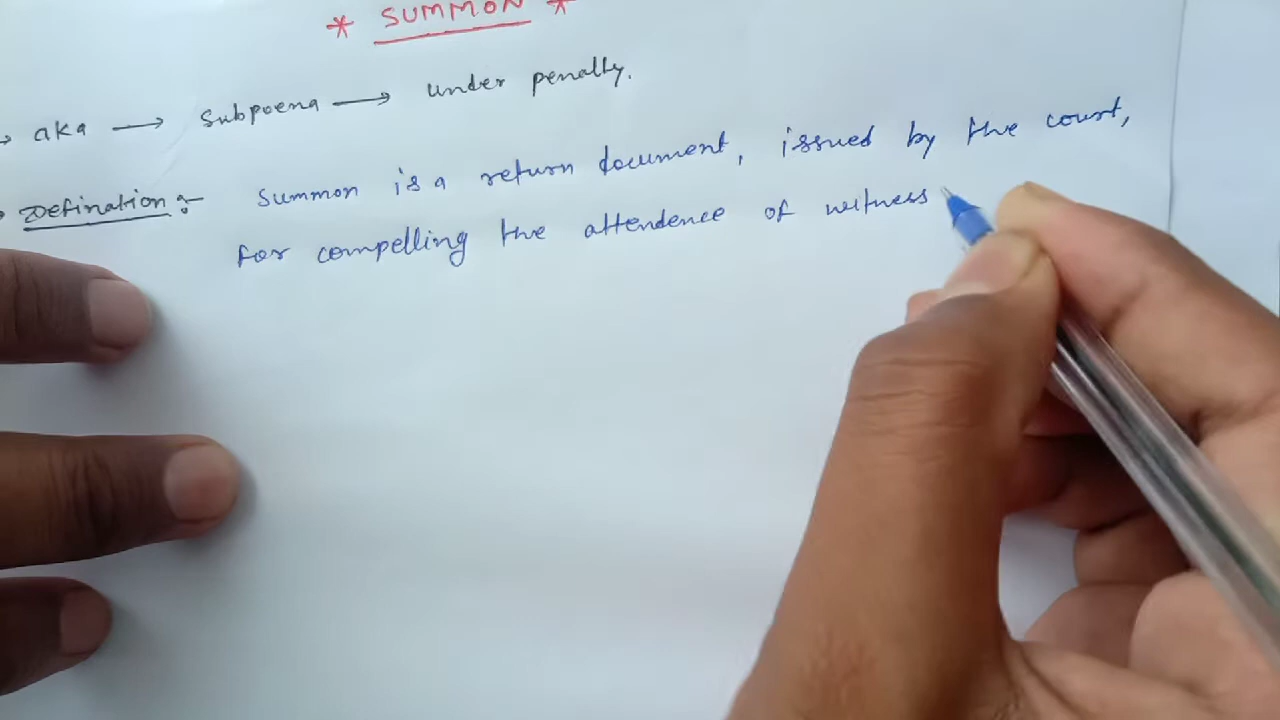 * SUMMON *
→ aka → Subpoena → under penalty.
Defination :- Summon is a return document, issued by the court,
for compelling the attendence of witness